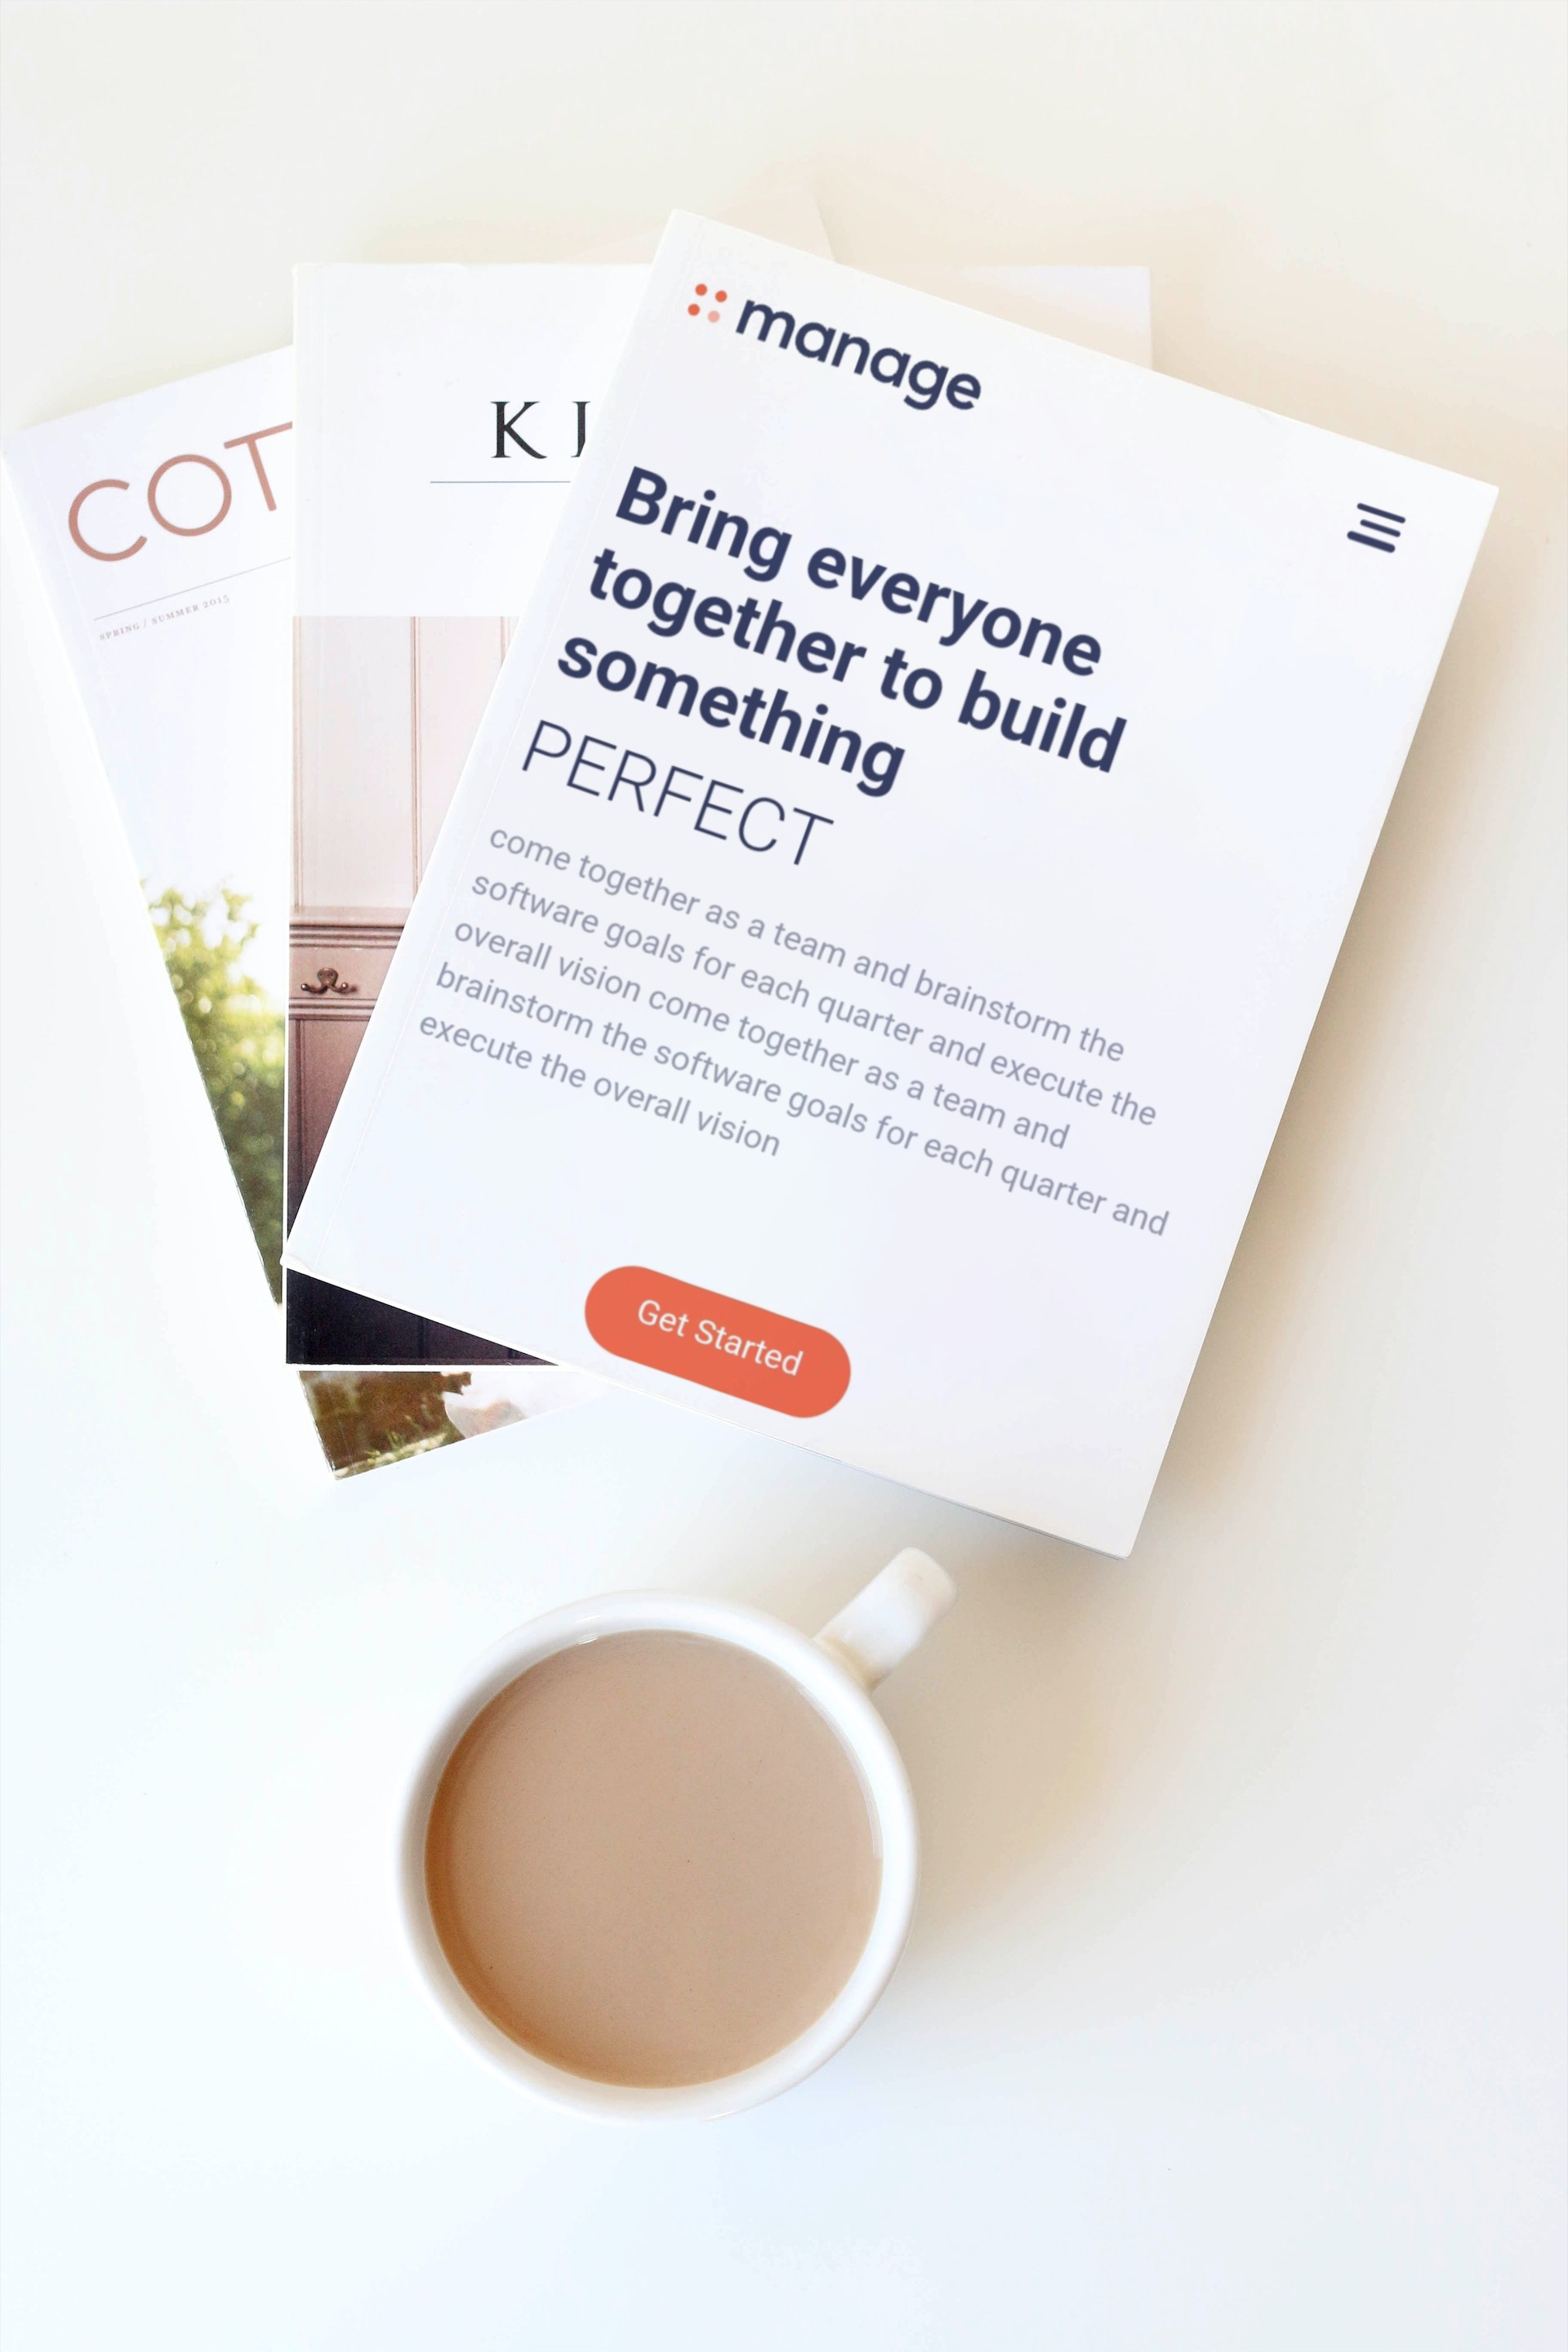 manage
Bring everyone
together to build
something
PERFECT
come together as a team and brainstorm the
software goals for each quarter and execute the
overall vision come together as a team and
brainstorm the software goals for each quarter and
execute the overall vision
Get Started
K
COT
SPRING / SUMMER 2015